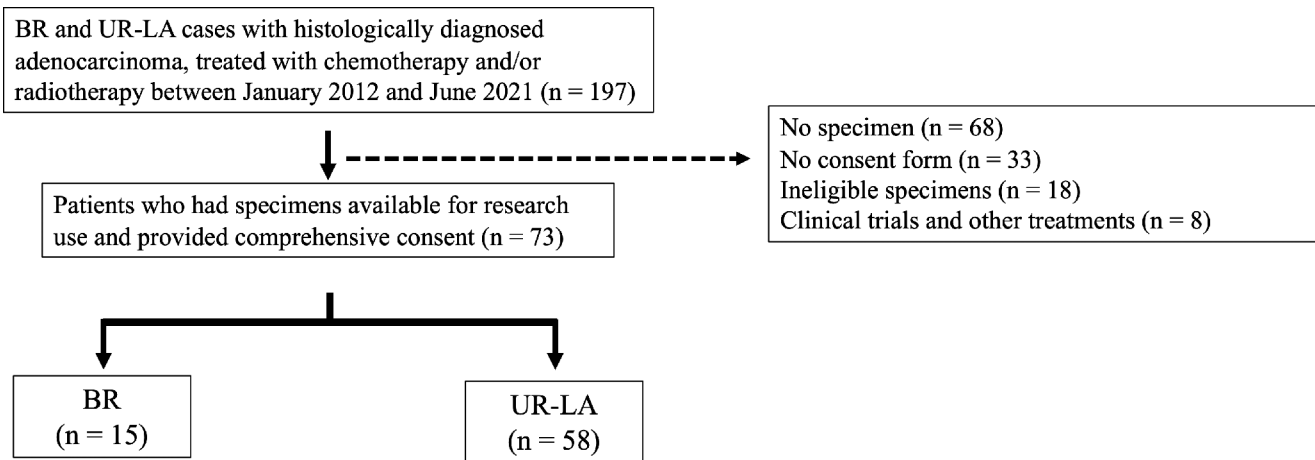 BR and UR-LA cases with histologically diagnosed
adenocarcinoma, treated with chemotherapy and/or
radiotherapy between January 2012 and June 2021 (n = 197)
No specimen (n = 68)
No consent form (n = 33)
Ineligible specimens (n = 18)
Clinical trials and other treatments (n = 8)
Patients who had specimens available for research
use and provided comprehensive consent (n = 73)
BR
(n = 15)
UR-LA
(n = 58)